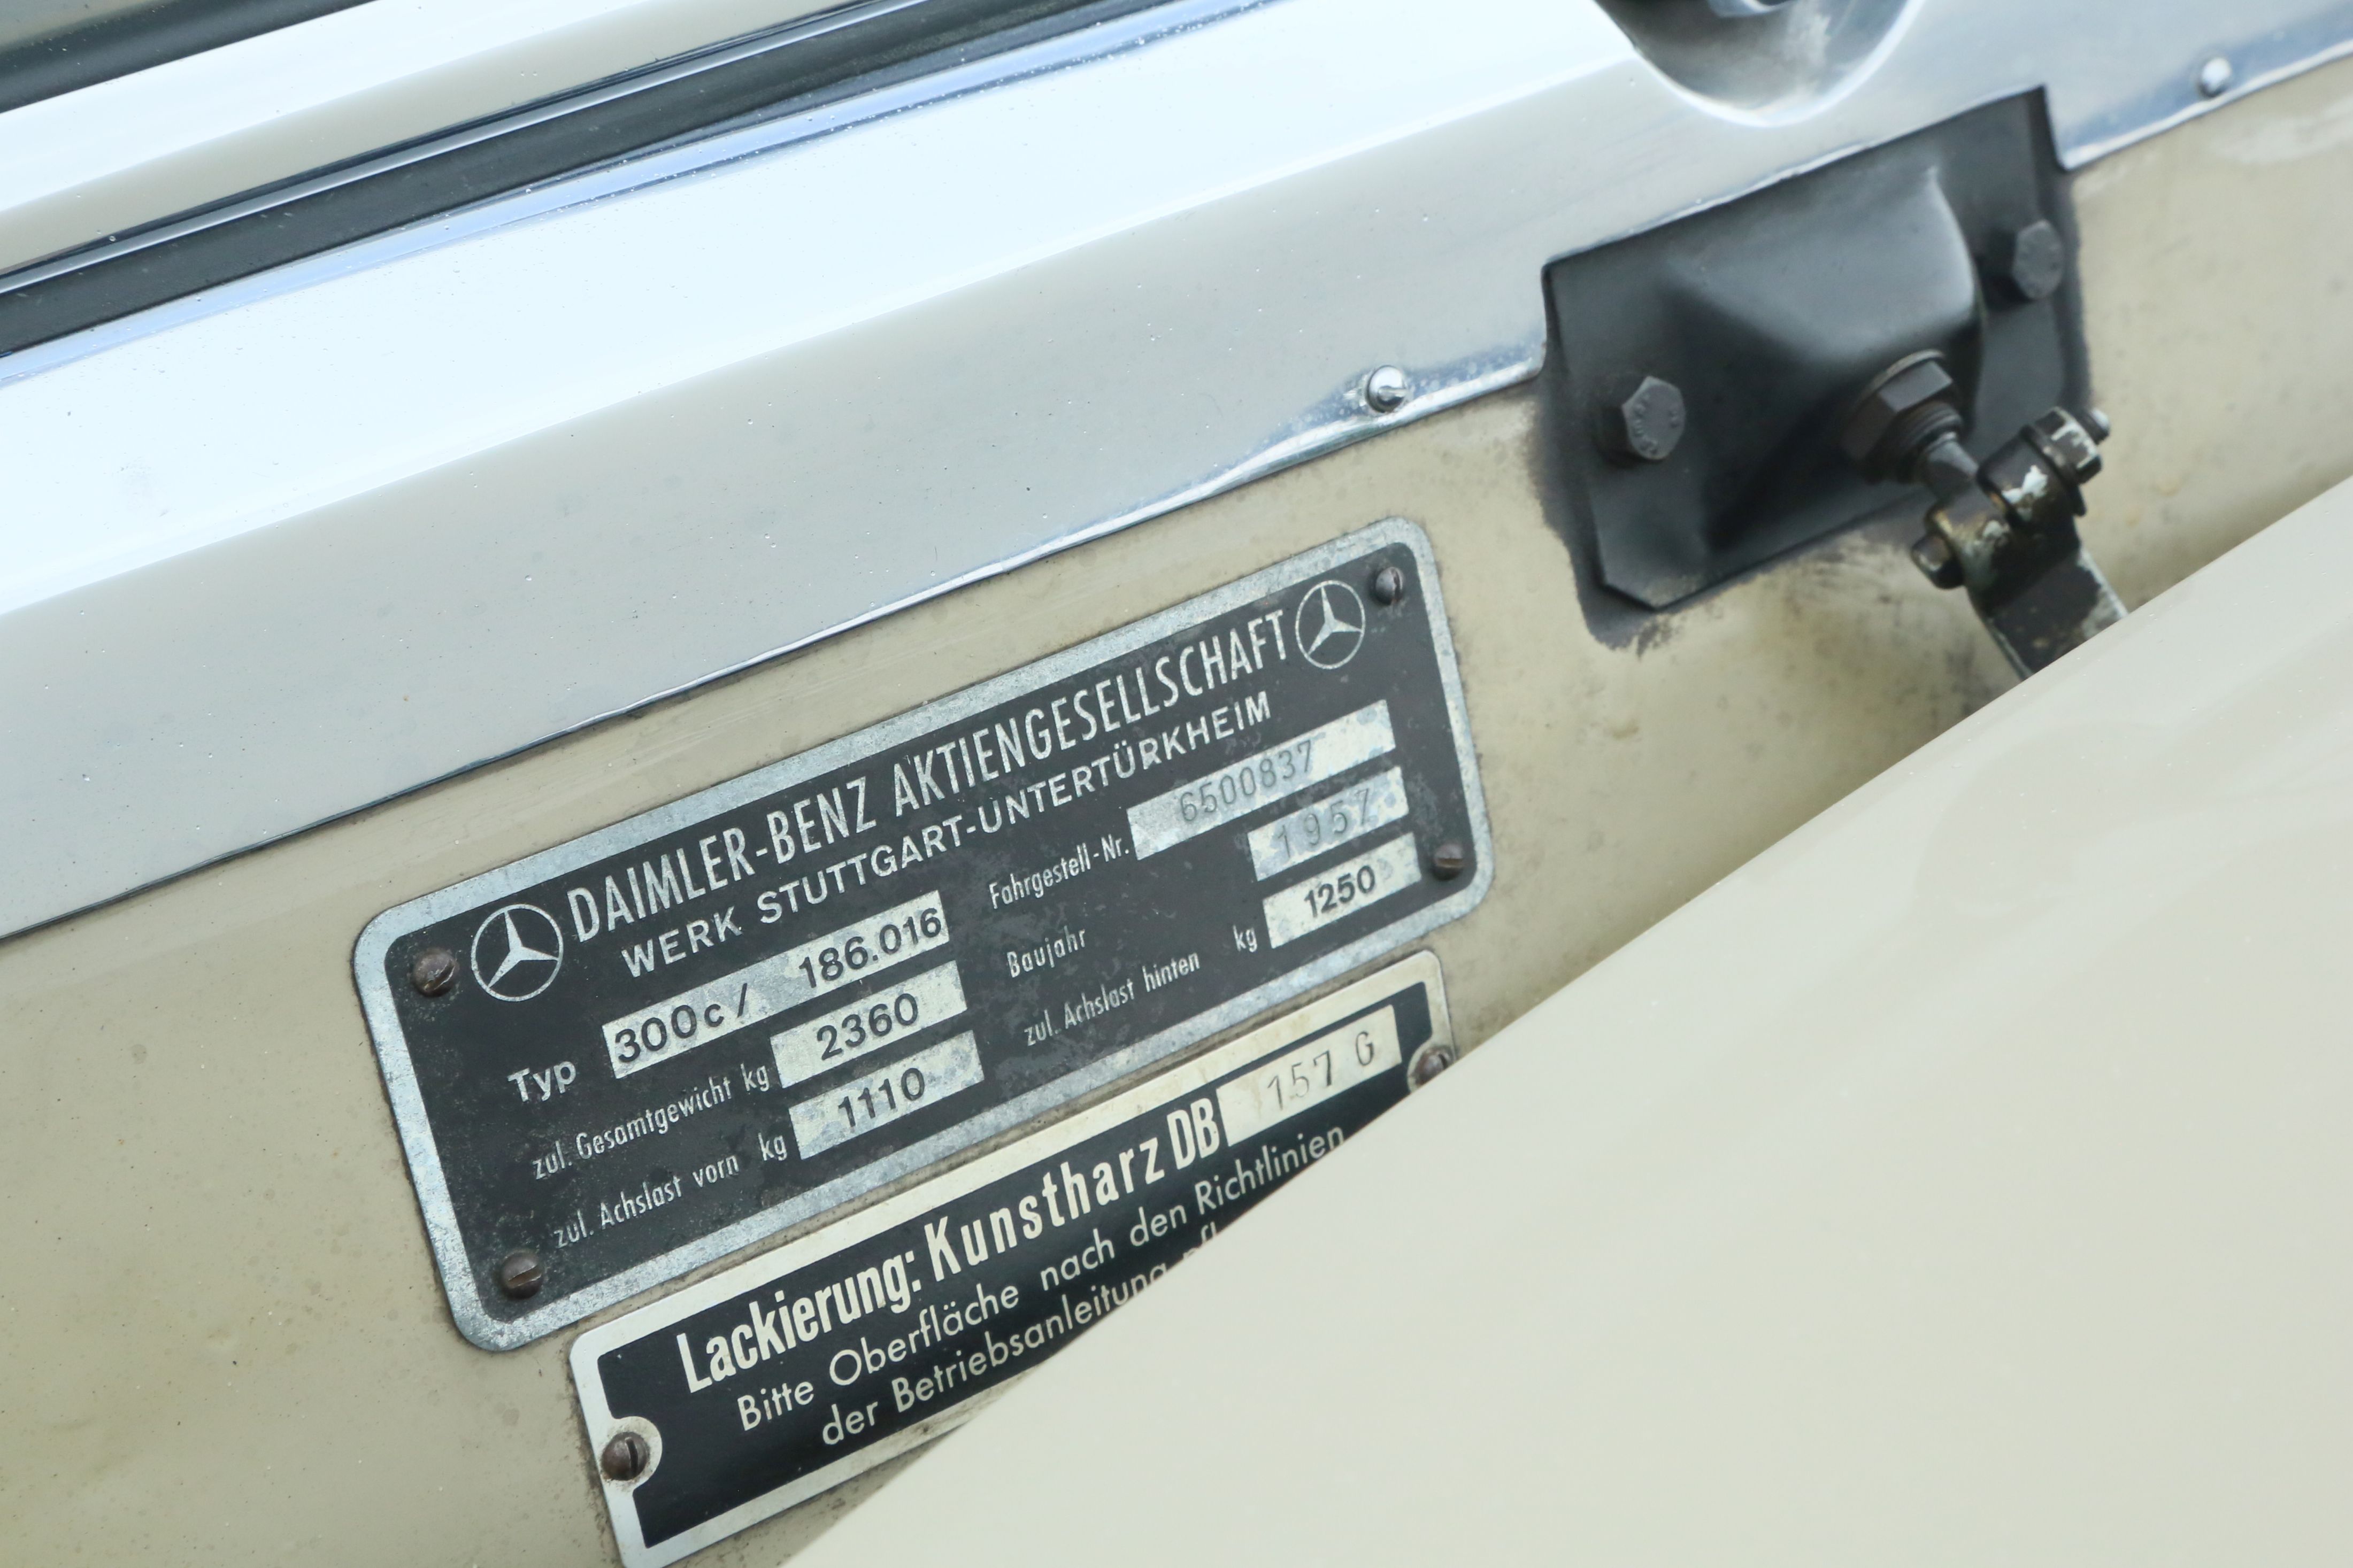 DAIMLER-BENZ AKTIENGESELLSCHAFT
WERK STUTTGART-UNTERTÜRKHEIM
Typ 300c/ 186.016 Fahrgestell-Nr. 6500837
zul. Gesamtgewicht kg 2360 Baujahr 1957
zul. Achslast vorn kg 1110 zul. Achslast hinten kg 1250
Lackierung: Kunstharz DB 157 G
Bitte Oberfläche nach den Richtlinien
der Betriebsanleitung